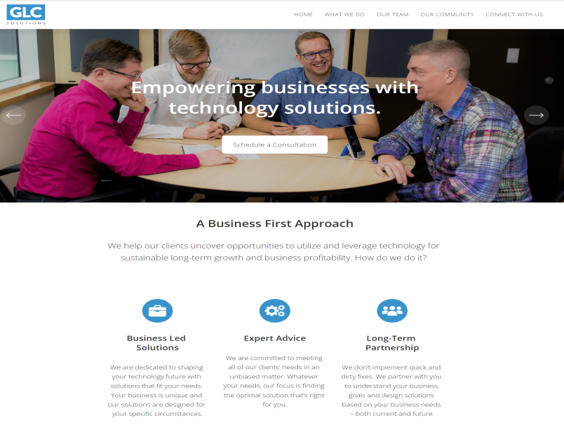 GLC
SOLUTIONS
HOME WHAT WE DO OUR TEAM OUR COMMUNITY CONNECT WITH US
Empowering businesses with
technology solutions.
Schedule a Consultation
A Business First Approach
We help our clients uncover opportunities to utilize and leverage technology for
sustainable long-term growth and business profitability. How do we do it?
Business Led
Solutions
We are dedicated to shaping
your technology future with
solutions that fit your needs.
Your business is unique and
our solutions are designed for
your specific circumstances.
Expert Advice
We are committed to meeting
all of our clients' needs in an
unbiased matter. Whatever
your needs, our focus is finding
the optimal solution that's right
for you.
Long-Term
Partnership
We don't implement quick and
dirty fixes. We partner with you
to understand your business
goals and design solutions
based on your business needs
– both current and future.